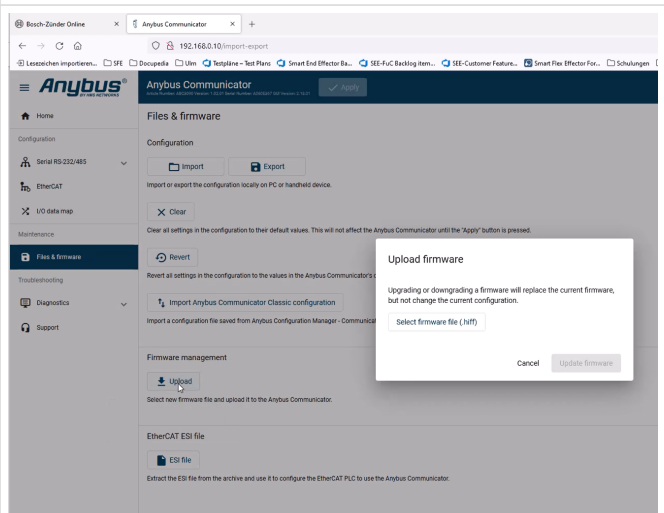 Bosch-Zünder Online
Anybus Communicator
192.168.0.10/import-export
Lesezeichen importieren...
SFE
Docupedia
Ulm
Testpläne – Test Plans
Smart End Effector Ba...
SEE-FuC Backlog item...
SEE-Customer Feature...
Smart Flex Effector For...
Schulungen
Anybus®
BY HMS NETWORKS
Anybus Communicator
Apply
Home
Configuration
Serial RS-232/485
EtherCAT
I/O data map
Maintenance
Files & firmware
Troubleshooting
Diagnostics
Support
Files & firmware
Configuration
Import
Export
Import or export the configuration locally on PC or handheld device.
Clear
Clear all settings in the configuration to their default values. This will not affect the Anybus Communicator until the "Apply" button is pressed.
Revert
Revert all settings in the configuration to the values in the Anybus Communicator's c
Import Anybus Communicator Classic configuration
Import a configuration file saved from Anybus Configuration Manager - Communicat
Firmware management
Upload
Select new firmware file and upload it to the Anybus Communicator.
EtherCAT ESI file
ESI file
Extract the ESI file from the archive and use it to configure the EtherCAT PLC to use the Anybus Communicator.
Upload firmware
Upgrading or downgrading a firmware will replace the current firmware,
but not change the current configuration.
Select firmware file (.hiff)
Cancel
Update firmware